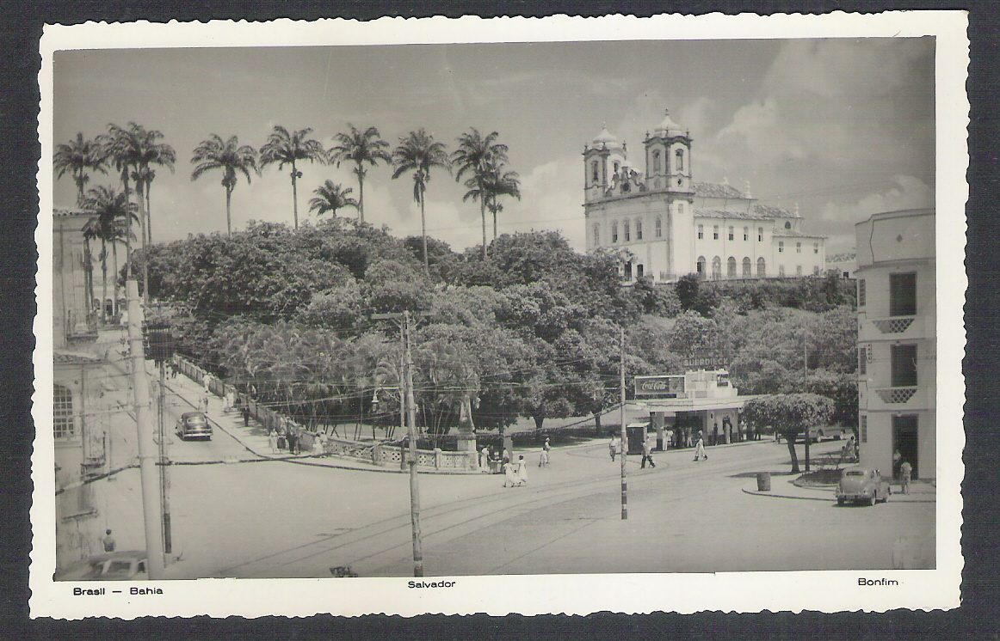 Coca-Cola
Brasil — Bahia
Salvador
Bonfim